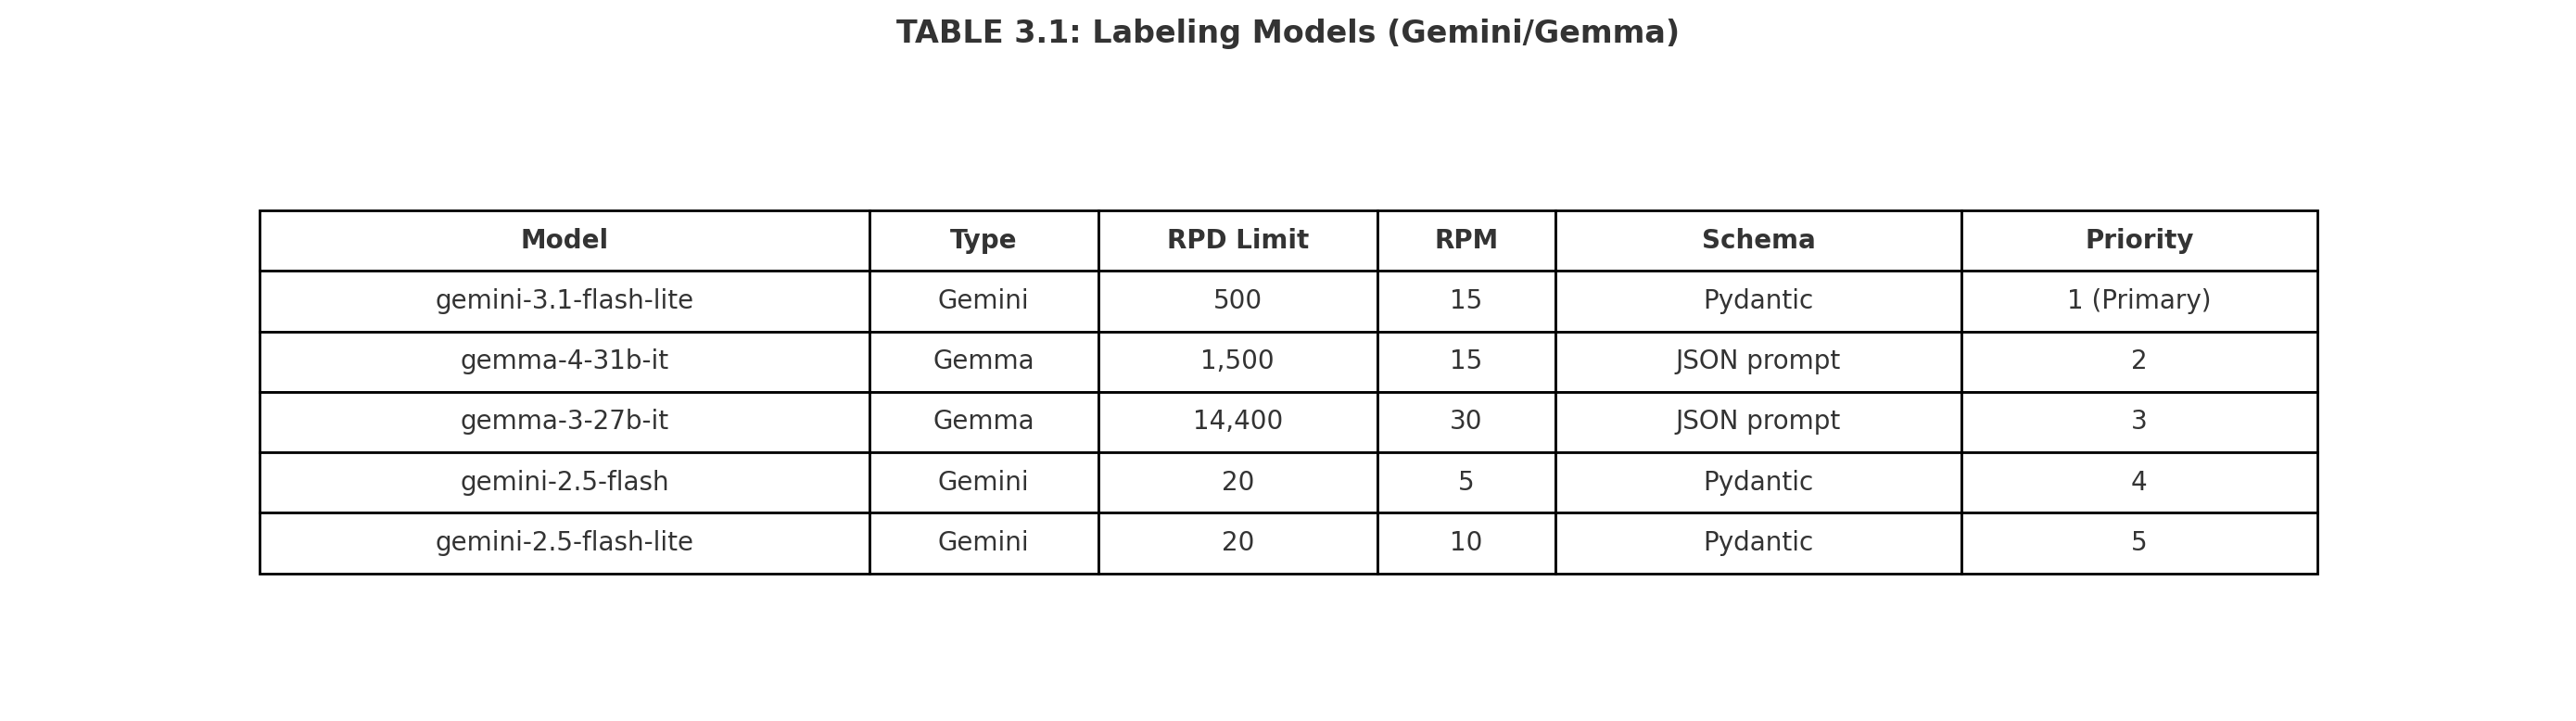 TABLE 3.1: Labeling Models (Gemini/Gemma)
Model Type RPD Limit RPM Schema Priority
gemini-3.1-flash-lite Gemini 500 15 Pydantic 1 (Primary)
gemma-4-31b-it Gemma 1,500 15 JSON prompt 2
gemma-3-27b-it Gemma 14,400 30 JSON prompt 3
gemini-2.5-flash Gemini 20 5 Pydantic 4
gemini-2.5-flash-lite Gemini 20 10 Pydantic 5